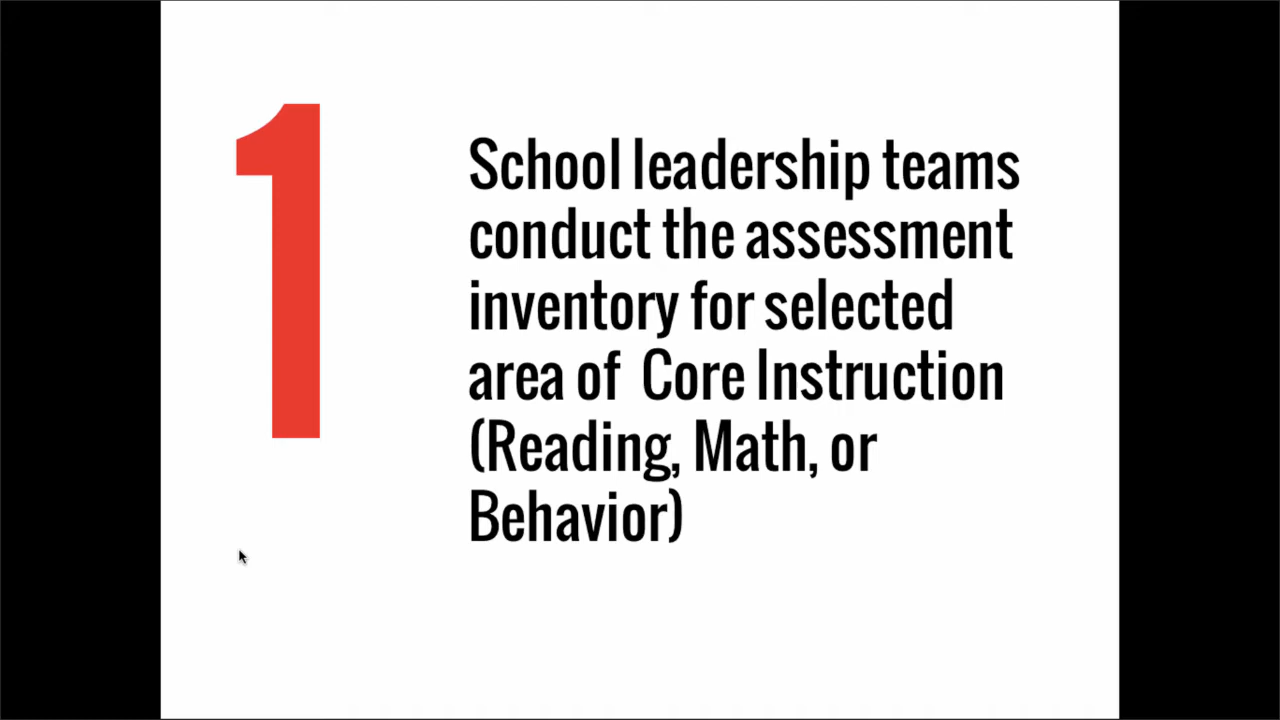 1
School leadership teams
conduct the assessment
inventory for selected
area of  Core Instruction
(Reading, Math, or
Behavior)